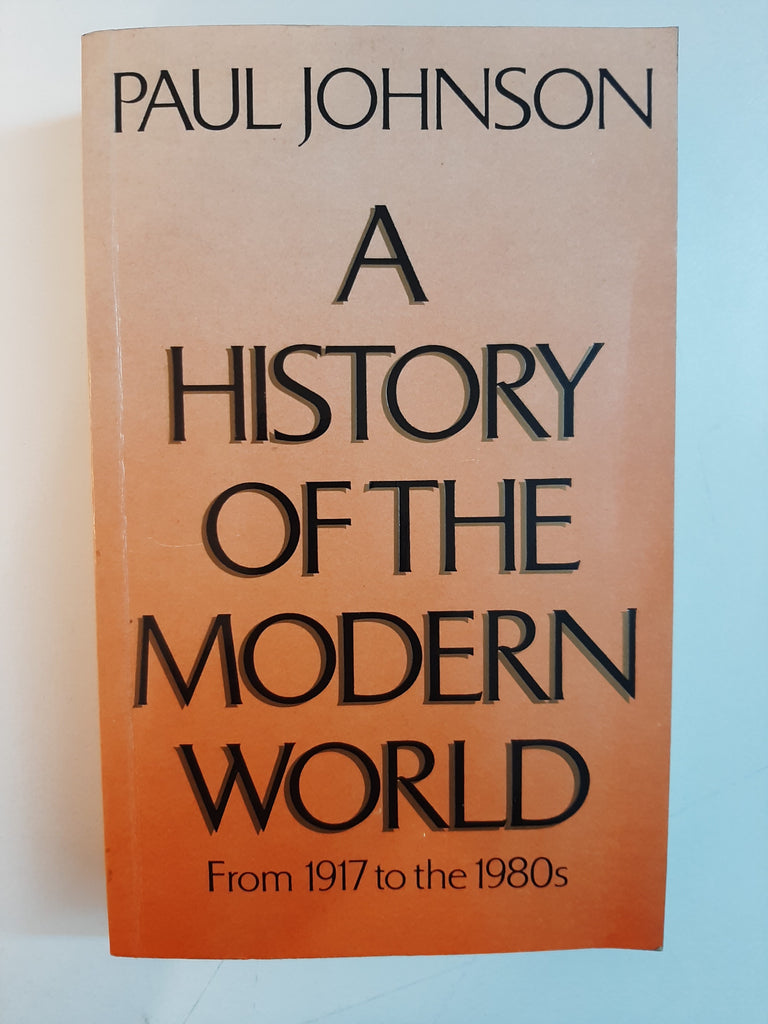 PAUL JOHNSON
A
HISTORY
OF THE
MODERN
WORLD
From 1917 to the 1980s